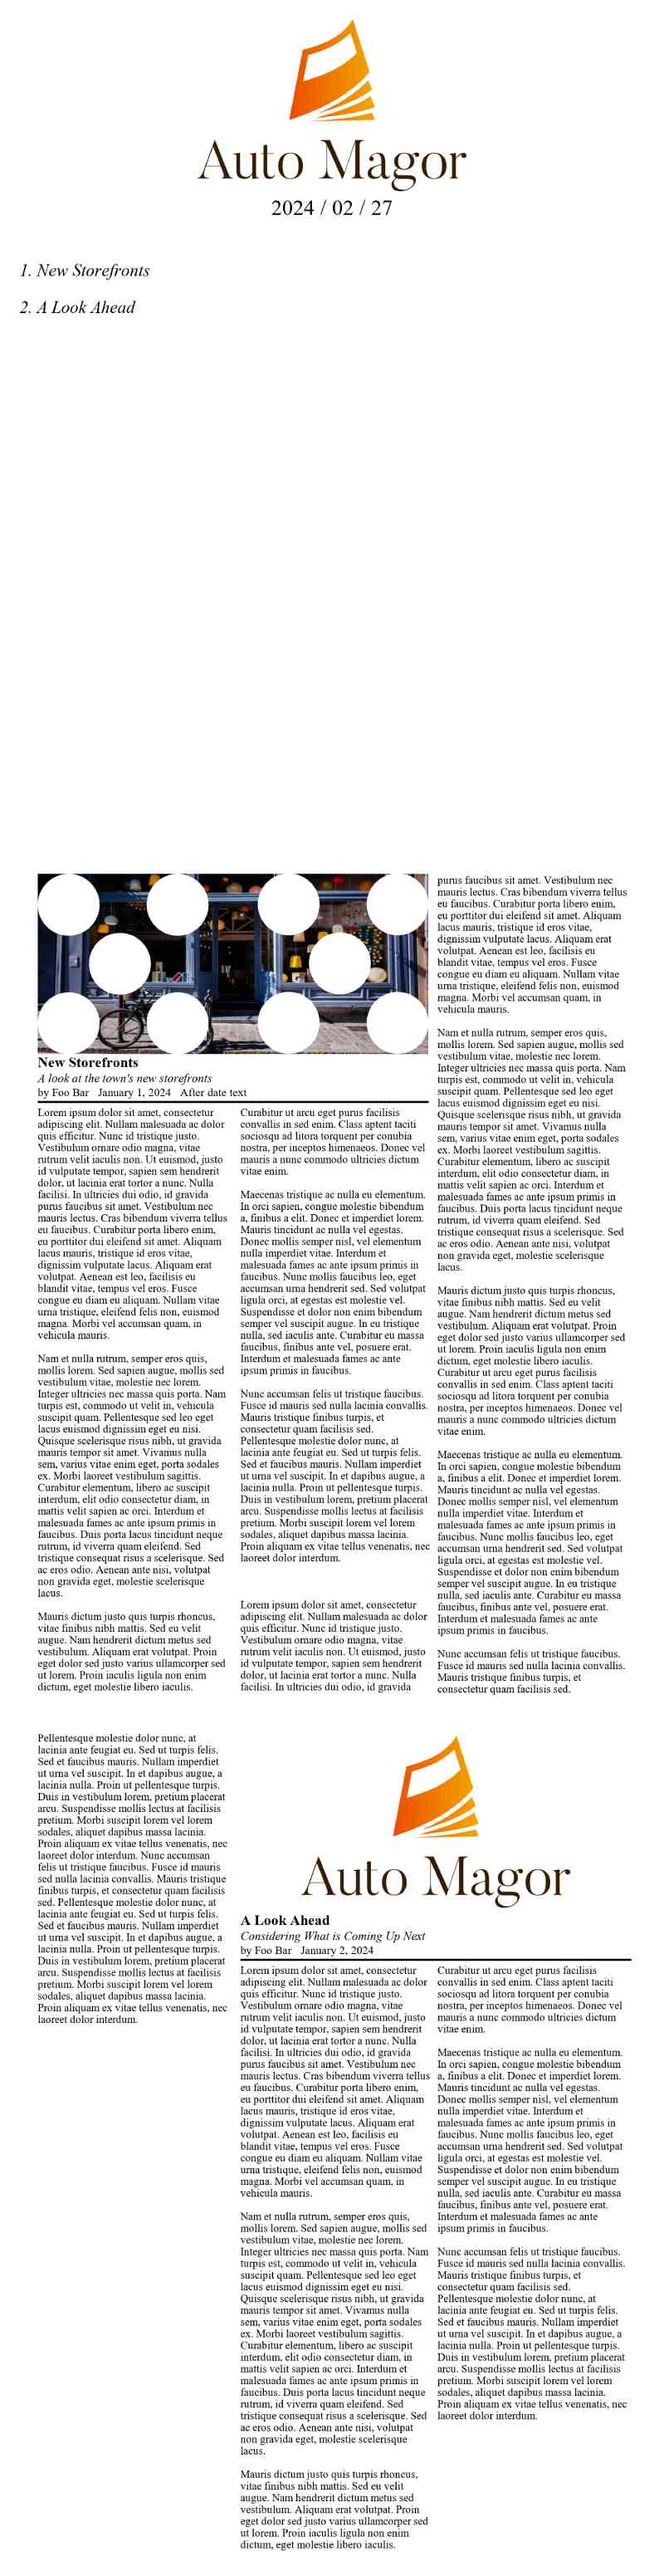 Auto Magor
2024 / 02 / 27
1. New Storefronts
2. A Look Ahead
New Storefronts
A look at the town's new storefronts
by Foo Bar January 1, 2024 After date text
Lorem ipsum dolor sit amet, consectetur
adipiscing elit. Nullam malesuada ac dolor
quis efficitur. Nunc id tristique justo.
Vestibulum ornare odio magna, vitae
rutrum velit iaculis non. Ut euismod, justo
id vulputate tempor, sapien sem hendrerit
dolor, ut lacinia erat tortor a nunc. Nulla
facilisi. In ultricies dui odio, id gravida
purus faucibus sit amet. Vestibulum nec
mauris lectus. Cras bibendum viverra tellus
eu faucibus. Curabitur porta libero enim,
eu porttitor dui eleifend sit amet. Aliquam
lacus mauris, tristique id eros vitae,
dignissim vulputate lacus. Aliquam erat
volutpat. Aenean est leo, facilisis eu
blandit vitae, tempus vel eros. Fusce
congue eu diam eu aliquam. Nullam vitae
urna tristique, eleifend felis non, euismod
magna. Morbi vel accumsan quam, in
vehicula mauris.
Nam et nulla rutrum, semper eros quis,
mollis lorem. Sed sapien augue, mollis sed
vestibulum vitae, molestie nec lorem.
Integer ultricies nec massa quis porta. Nam
turpis est, commodo ut velit in, vehicula
suscipit quam. Pellentesque sed leo eget
lacus euismod dignissim eget eu nisi.
Quisque scelerisque risus nibh, ut gravida
mauris tempor sit amet. Vivamus nulla
sem, varius vitae enim eget, porta sodales
ex. Morbi laoreet vestibulum sagittis.
Curabitur elementum, libero ac suscipit
interdum, elit odio consectetur diam, in
mattis velit sapien ac orci. Interdum et
malesuada fames ac ante ipsum primis in
faucibus. Duis porta lacus tincidunt neque
rutrum, id viverra quam eleifend. Sed
tristique consequat risus a scelerisque. Sed
ac eros odio. Aenean ante nisi, volutpat
non gravida eget, molestie scelerisque
lacus.
Mauris dictum justo quis turpis rhoncus,
vitae finibus nibh mattis. Sed eu velit
augue. Nam hendrerit dictum metus sed
vestibulum. Aliquam erat volutpat. Proin
eget dolor sed justo varius ullamcorper sed
ut lorem. Proin iaculis ligula non enim
dictum, eget molestie libero iaculis.
Curabitur ut arcu eget purus facilisis
convallis in sed enim. Class aptent taciti
sociosqu ad litora torquent per conubia
nostra, per inceptos himenaeos. Donec vel
mauris a nunc commodo ultricies dictum
vitae enim.
Maecenas tristique ac nulla eu elementum.
In orci sapien, congue molestie bibendum
a, finibus a elit. Donec et imperdiet lorem.
Mauris tincidunt ac nulla vel egestas.
Donec mollis semper nisl, vel elementum
nulla imperdiet vitae. Interdum et
malesuada fames ac ante ipsum primis in
faucibus. Nunc mollis faucibus leo, eget
accumsan urna hendrerit sed. Sed volutpat
ligula orci, at egestas est molestie vel.
Suspendisse et dolor non enim bibendum
semper vel suscipit augue. In eu tristique
nulla, sed iaculis ante. Curabitur eu massa
faucibus, finibus ante vel, posuere erat.
Interdum et malesuada fames ac ante
ipsum primis in faucibus.
Nunc accumsan felis ut tristique faucibus.
Fusce id mauris sed nulla lacinia convallis.
Mauris tristique finibus turpis, et
consectetur quam facilisis sed.
Pellentesque molestie dolor nunc, at
lacinia ante feugiat eu. Sed ut turpis felis.
Sed et faucibus mauris. Nullam imperdiet
ut urna vel suscipit. In et dapibus augue, a
lacinia nulla. Proin ut pellentesque turpis.
Duis in vestibulum lorem, pretium placerat
arcu. Suspendisse mollis lectus at facilisis
pretium. Morbi suscipit lorem vel lorem
sodales, aliquet dapibus massa lacinia.
Proin aliquam ex vitae tellus venenatis, nec
laoreet dolor interdum.
Lorem ipsum dolor sit amet, consectetur
adipiscing elit. Nullam malesuada ac dolor
quis efficitur. Nunc id tristique justo.
Vestibulum ornare odio magna, vitae
rutrum velit iaculis non. Ut euismod, justo
id vulputate tempor, sapien sem hendrerit
dolor, ut lacinia erat tortor a nunc. Nulla
facilisi. In ultricies dui odio, id gravida
purus faucibus sit amet. Vestibulum nec
mauris lectus. Cras bibendum viverra tellus
eu faucibus. Curabitur porta libero enim,
eu porttitor dui eleifend sit amet. Aliquam
lacus mauris, tristique id eros vitae,
dignissim vulputate lacus. Aliquam erat
volutpat. Aenean est leo, facilisis eu
blandit vitae, tempus vel eros. Fusce
congue eu diam eu aliquam. Nullam vitae
urna tristique, eleifend felis non, euismod
magna. Morbi vel accumsan quam, in
vehicula mauris.
Nam et nulla rutrum, semper eros quis,
mollis lorem. Sed sapien augue, mollis sed
vestibulum vitae, molestie nec lorem.
Integer ultricies nec massa quis porta. Nam
turpis est, commodo ut velit in, vehicula
suscipit quam. Pellentesque sed leo eget
lacus euismod dignissim eget eu nisi.
Quisque scelerisque risus nibh, ut gravida
mauris tempor sit amet. Vivamus nulla
sem, varius vitae enim eget, porta sodales
ex. Morbi laoreet vestibulum sagittis.
Curabitur elementum, libero ac suscipit
interdum, elit odio consectetur diam, in
mattis velit sapien ac orci. Interdum et
malesuada fames ac ante ipsum primis in
faucibus. Duis porta lacus tincidunt neque
rutrum, id viverra quam eleifend. Sed
tristique consequat risus a scelerisque. Sed
ac eros odio. Aenean ante nisi, volutpat
non gravida eget, molestie scelerisque
lacus.
Mauris dictum justo quis turpis rhoncus,
vitae finibus nibh mattis. Sed eu velit
augue. Nam hendrerit dictum metus sed
vestibulum. Aliquam erat volutpat. Proin
eget dolor sed justo varius ullamcorper sed
ut lorem. Proin iaculis ligula non enim
dictum, eget molestie libero iaculis.
Curabitur ut arcu eget purus facilisis
convallis in sed enim. Class aptent taciti
sociosqu ad litora torquent per conubia
nostra, per inceptos himenaeos. Donec vel
mauris a nunc commodo ultricies dictum
vitae enim.
Maecenas tristique ac nulla eu elementum.
In orci sapien, congue molestie bibendum
a, finibus a elit. Donec et imperdiet lorem.
Mauris tincidunt ac nulla vel egestas.
Donec mollis semper nisl, vel elementum
nulla imperdiet vitae. Interdum et
malesuada fames ac ante ipsum primis in
faucibus. Nunc mollis faucibus leo, eget
accumsan urna hendrerit sed. Sed volutpat
ligula orci, at egestas est molestie vel.
Suspendisse et dolor non enim bibendum
semper vel suscipit augue. In eu tristique
nulla, sed iaculis ante. Curabitur eu massa
faucibus, finibus ante vel, posuere erat.
Interdum et malesuada fames ac ante
ipsum primis in faucibus.
Nunc accumsan felis ut tristique faucibus.
Fusce id mauris sed nulla lacinia convallis.
Mauris tristique finibus turpis, et
consectetur quam facilisis sed.
Pellentesque molestie dolor nunc, at
lacinia ante feugiat eu. Sed ut turpis felis.
Sed et faucibus mauris. Nullam imperdiet
ut urna vel suscipit. In et dapibus augue, a
lacinia nulla. Proin ut pellentesque turpis.
Duis in vestibulum lorem, pretium placerat
arcu. Suspendisse mollis lectus at facilisis
pretium. Morbi suscipit lorem vel lorem
sodales, aliquet dapibus massa lacinia.
Proin aliquam ex vitae tellus venenatis, nec
laoreet dolor interdum. Nunc accumsan
felis ut tristique faucibus. Fusce id mauris
sed nulla lacinia convallis. Mauris tristique
finibus turpis, et consectetur quam facilisis
sed. Pellentesque molestie dolor nunc, at
lacinia ante feugiat eu. Sed ut turpis felis.
Sed et faucibus mauris. Nullam imperdiet
ut urna vel suscipit. In et dapibus augue, a
lacinia nulla. Proin ut pellentesque turpis.
Duis in vestibulum lorem, pretium placerat
arcu. Suspendisse mollis lectus at facilisis
pretium. Morbi suscipit lorem vel lorem
sodales, aliquet dapibus massa lacinia.
Proin aliquam ex vitae tellus venenatis, nec
laoreet dolor interdum.
Auto Magor
A Look Ahead
Considering What is Coming Up Next
by Foo Bar January 2, 2024
Lorem ipsum dolor sit amet, consectetur
adipiscing elit. Nullam malesuada ac dolor
quis efficitur. Nunc id tristique justo.
Vestibulum ornare odio magna, vitae
rutrum velit iaculis non. Ut euismod, justo
id vulputate tempor, sapien sem hendrerit
dolor, ut lacinia erat tortor a nunc. Nulla
facilisi. In ultricies dui odio, id gravida
purus faucibus sit amet. Vestibulum nec
mauris lectus. Cras bibendum viverra tellus
eu faucibus. Curabitur porta libero enim,
eu porttitor dui eleifend sit amet. Aliquam
lacus mauris, tristique id eros vitae,
dignissim vulputate lacus. Aliquam erat
volutpat. Aenean est leo, facilisis eu
blandit vitae, tempus vel eros. Fusce
congue eu diam eu aliquam. Nullam vitae
urna tristique, eleifend felis non, euismod
magna. Morbi vel accumsan quam, in
vehicula mauris.
Nam et nulla rutrum, semper eros quis,
mollis lorem. Sed sapien augue, mollis sed
vestibulum vitae, molestie nec lorem.
Integer ultricies nec massa quis porta. Nam
turpis est, commodo ut velit in, vehicula
suscipit quam. Pellentesque sed leo eget
lacus euismod dignissim eget eu nisi.
Quisque scelerisque risus nibh, ut gravida
mauris tempor sit amet. Vivamus nulla
sem, varius vitae enim eget, porta sodales
ex. Morbi laoreet vestibulum sagittis.
Curabitur elementum, libero ac suscipit
interdum, elit odio consectetur diam, in
mattis velit sapien ac orci. Interdum et
malesuada fames ac ante ipsum primis in
faucibus. Duis porta lacus tincidunt neque
rutrum, id viverra quam eleifend. Sed
tristique consequat risus a scelerisque. Sed
ac eros odio. Aenean ante nisi, volutpat
non gravida eget, molestie scelerisque
lacus.
Mauris dictum justo quis turpis rhoncus,
vitae finibus nibh mattis. Sed eu velit
augue. Nam hendrerit dictum metus sed
vestibulum. Aliquam erat volutpat. Proin
eget dolor sed justo varius ullamcorper sed
ut lorem. Proin iaculis ligula non enim
dictum, eget molestie libero iaculis.
Curabitur ut arcu eget purus facilisis
convallis in sed enim. Class aptent taciti
sociosqu ad litora torquent per conubia
nostra, per inceptos himenaeos. Donec vel
mauris a nunc commodo ultricies dictum
vitae enim.
Maecenas tristique ac nulla eu elementum.
In orci sapien, congue molestie bibendum
a, finibus a elit. Donec et imperdiet lorem.
Mauris tincidunt ac nulla vel egestas.
Donec mollis semper nisl, vel elementum
nulla imperdiet vitae. Interdum et
malesuada fames ac ante ipsum primis in
faucibus. Nunc mollis faucibus leo, eget
accumsan urna hendrerit sed. Sed volutpat
ligula orci, at egestas est molestie vel.
Suspendisse et dolor non enim bibendum
semper vel suscipit augue. In eu tristique
nulla, sed iaculis ante. Curabitur eu massa
faucibus, finibus ante vel, posuere erat.
Interdum et malesuada fames ac ante
ipsum primis in faucibus.
Nunc accumsan felis ut tristique faucibus.
Fusce id mauris sed nulla lacinia convallis.
Mauris tristique finibus turpis, et
consectetur quam facilisis sed.
Pellentesque molestie dolor nunc, at
lacinia ante feugiat eu. Sed ut turpis felis.
Sed et faucibus mauris. Nullam imperdiet
ut urna vel suscipit. In et dapibus augue, a
lacinia nulla. Proin ut pellentesque turpis.
Duis in vestibulum lorem, pretium placerat
arcu. Suspendisse mollis lectus at facilisis
pretium. Morbi suscipit lorem vel lorem
sodales, aliquet dapibus massa lacinia.
Proin aliquam ex vitae tellus venenatis, nec
laoreet dolor interdum.